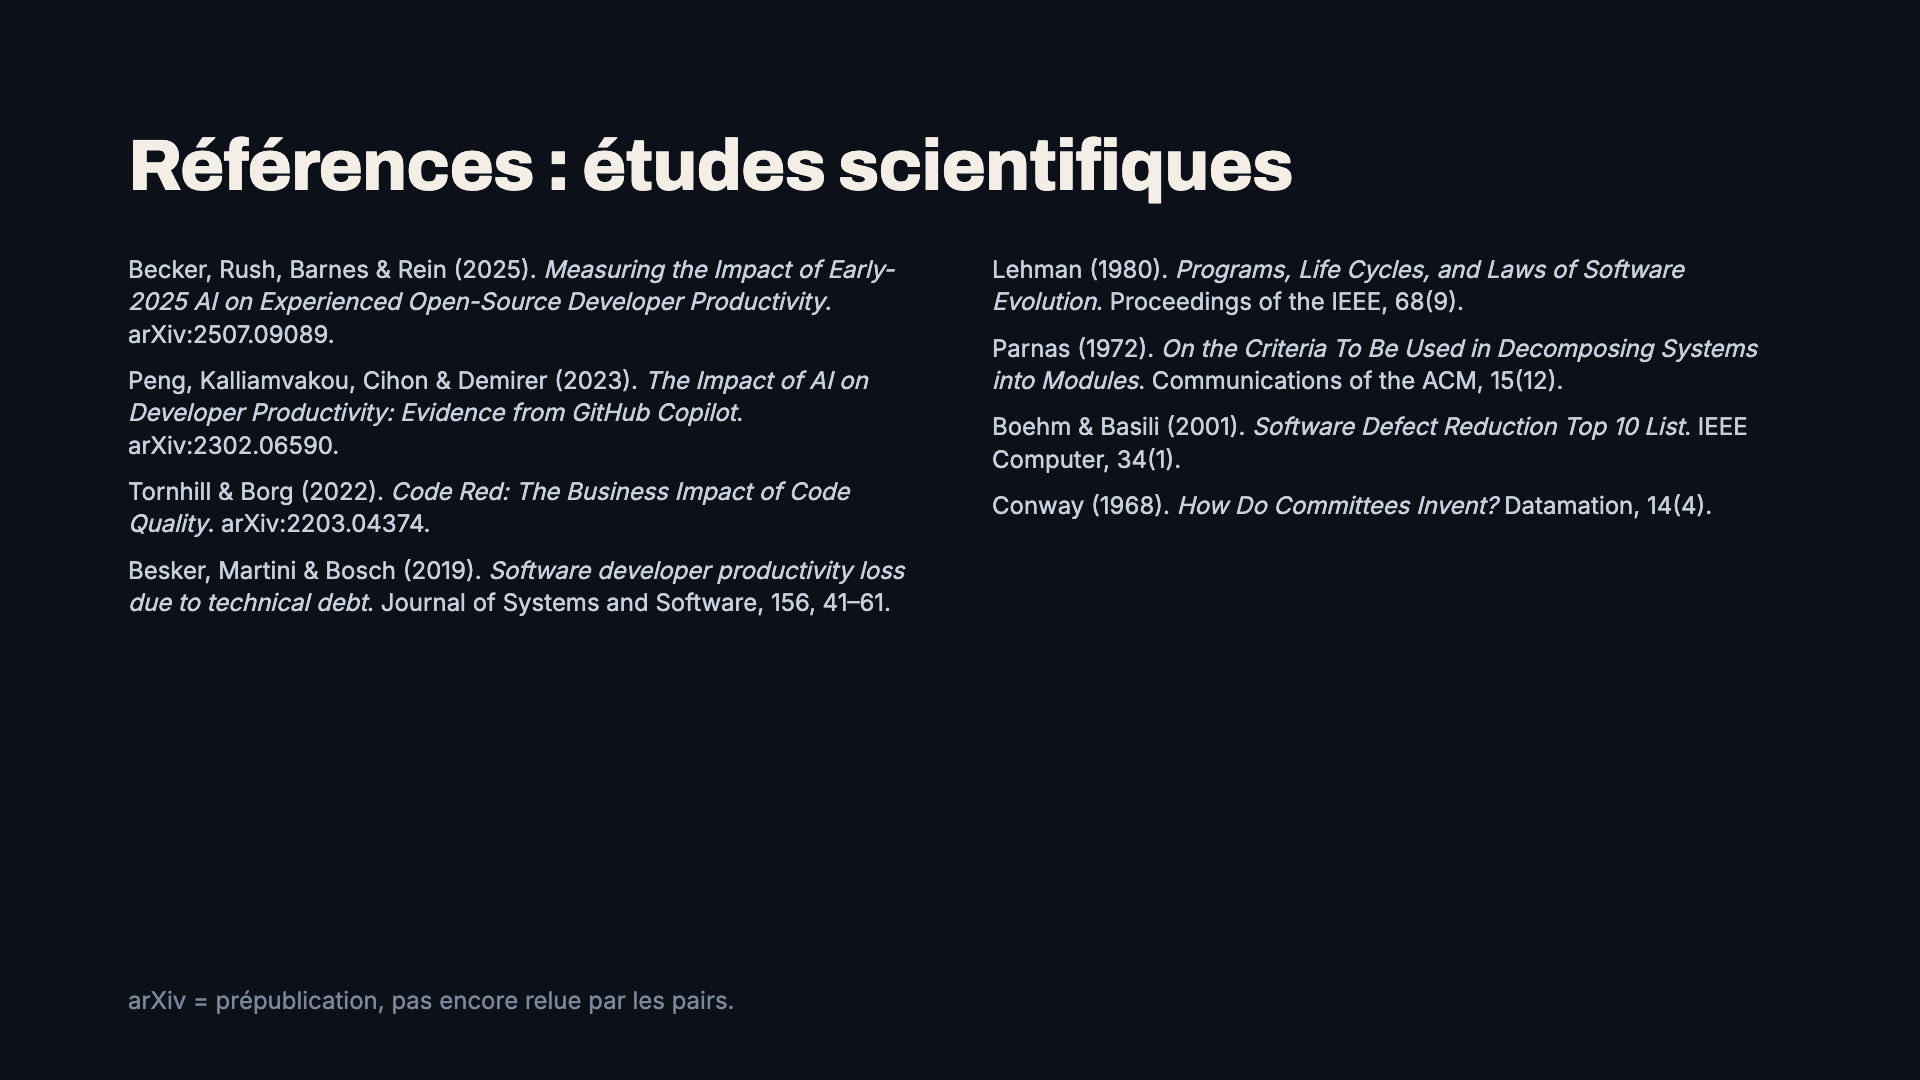 Références : études scientifiques
Becker, Rush, Barnes & Rein (2025). Measuring the Impact of Early-
2025 AI on Experienced Open-Source Developer Productivity.
arXiv:2507.09089.
Peng, Kalliamvakou, Cihon & Demirer (2023). The Impact of AI on
Developer Productivity: Evidence from GitHub Copilot.
arXiv:2302.06590.
Tornhill & Borg (2022). Code Red: The Business Impact of Code
Quality. arXiv:2203.04374.
Besker, Martini & Bosch (2019). Software developer productivity loss
due to technical debt. Journal of Systems and Software, 156, 41–61.
Lehman (1980). Programs, Life Cycles, and Laws of Software
Evolution. Proceedings of the IEEE, 68(9).
Parnas (1972). On the Criteria To Be Used in Decomposing Systems
into Modules. Communications of the ACM, 15(12).
Boehm & Basili (2001). Software Defect Reduction Top 10 List. IEEE
Computer, 34(1).
Conway (1968). How Do Committees Invent? Datamation, 14(4).
arXiv = prépublication, pas encore relue par les pairs.